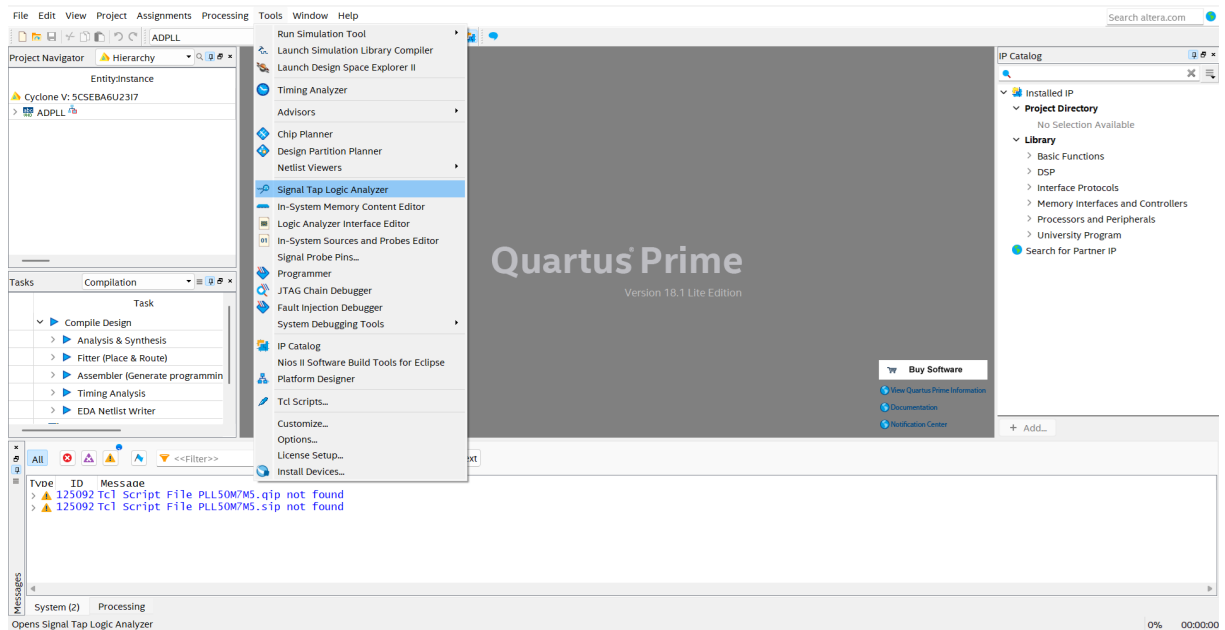 File Edit View Project Assignments Processing Tools Window Help
Search altera.com
ADPLL
Project Navigator Hierarchy
Entity:Instance
Cyclone V: 5CSEBA6U23I7
ADPLL
Tasks Compilation
Task
Compile Design
Analysis & Synthesis
Fitter (Place & Route)
Assembler (Generate programmin
Timing Analysis
EDA Netlist Writer
Run Simulation Tool
Launch Simulation Library Compiler
Launch Design Space Explorer II
Timing Analyzer
Advisors
Chip Planner
Design Partition Planner
Netlist Viewers
Signal Tap Logic Analyzer
In-System Memory Content Editor
Logic Analyzer Interface Editor
In-System Sources and Probes Editor
Signal Probe Pins...
Programmer
JTAG Chain Debugger
Fault Injection Debugger
System Debugging Tools
IP Catalog
Nios II Software Build Tools for Eclipse
Platform Designer
Tcl Scripts...
Customize...
Options...
License Setup...
Install Devices...
Quartus Prime
Version 18.1 Lite Edition
Buy Software
View Quartus Prime Information
Documentation
Notification Center
IP Catalog
Installed IP
Project Directory
No Selection Available
Library
Basic Functions
DSP
Interface Protocols
Memory Interfaces and Controllers
Processors and Peripherals
University Program
Search for Partner IP
+ Add...
All <<Filter>>
Type ID Message
125092 Tcl Script File PLL50M7M5.qip not found
125092 Tcl Script File PLL50M7M5.sip not found
Messages
System (2) Processing
Opens Signal Tap Logic Analyzer
0% 00:00:00